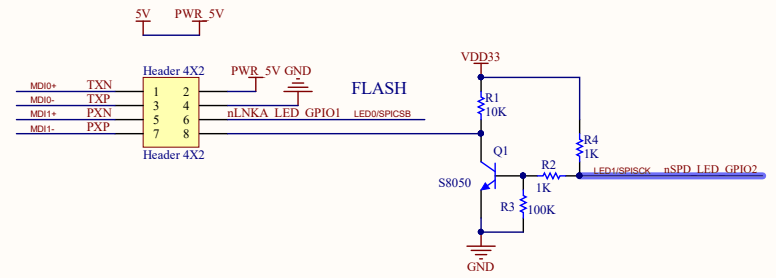 5V PWR_5V
VDD33
Header 4X2 PWR_5V GND
FLASH
MDI0+ TXN 1 2
MDI0- TXP 3 4
MDI1+ PXN 5 6 nLNKA_LED_GPIO1 LED0/SPICSB
MDI1- PXP 7 8
Header 4X2
R1
10K
R4
1K
Q1
S8050
R2
1K
LED1/SPISCK nSPD_LED_GPIO2
R3
100K
GND